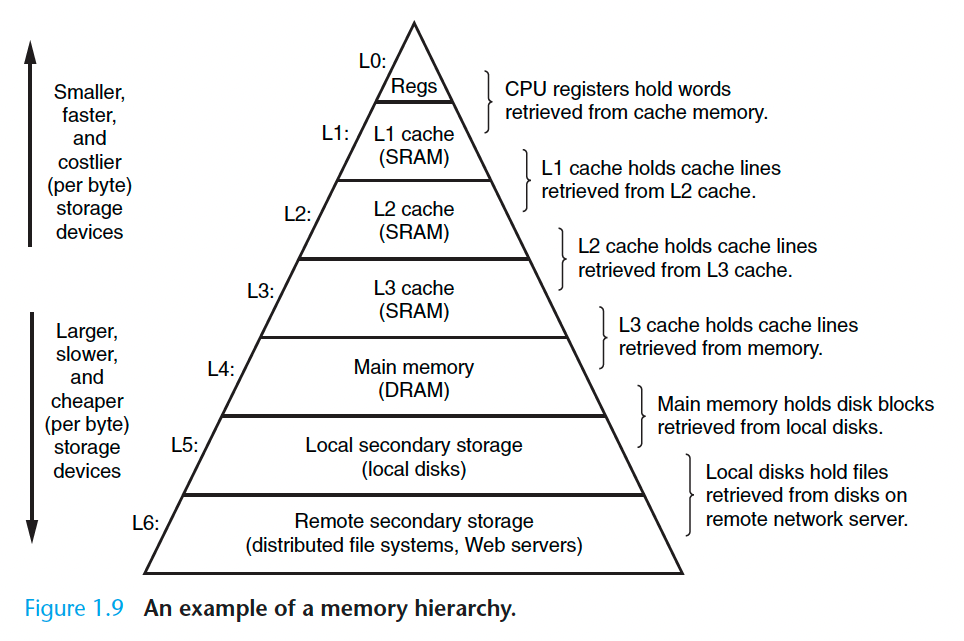 L0:
Regs
CPU registers hold words
retrieved from cache memory.
Smaller,
faster,
and
costlier
(per byte)
storage
devices
L1:
L1 cache
(SRAM)
L1 cache holds cache lines
retrieved from L2 cache.
L2:
L2 cache
(SRAM)
L2 cache holds cache lines
retrieved from L3 cache.
L3:
L3 cache
(SRAM)
L3 cache holds cache lines
retrieved from memory.
Larger,
slower,
and
cheaper
(per byte)
storage
devices
L4:
Main memory
(DRAM)
Main memory holds disk blocks
retrieved from local disks.
L5:
Local secondary storage
(local disks)
Local disks hold files
retrieved from disks on
remote network server.
L6:
Remote secondary storage
(distributed file systems, Web servers)
Figure 1.9 An example of a memory hierarchy.